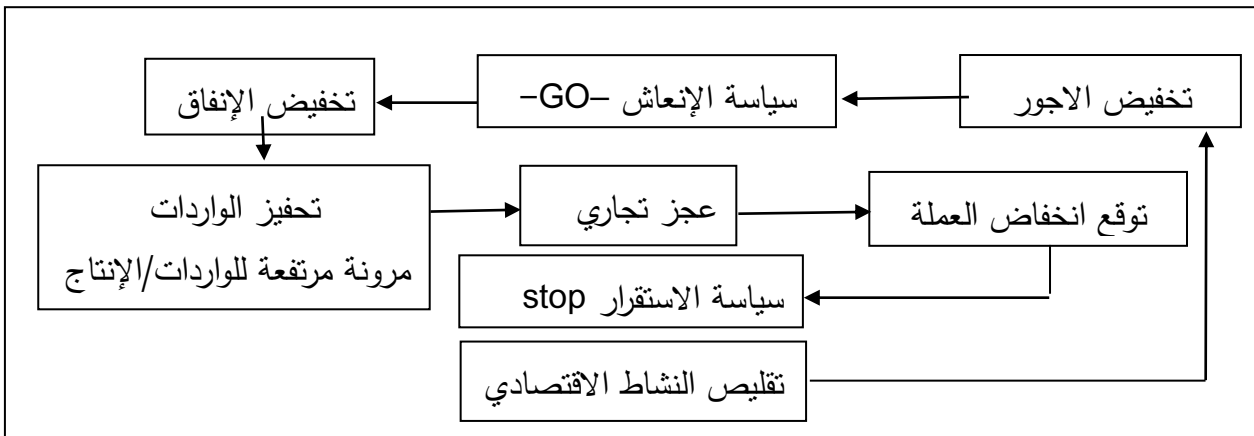 تخفيض الاجور
سياسة الإنعاش –GO–
تخفيض الإنفاق
تحفيز الواردات
مرونة مرتفعة للواردات/الإنتاج
عجز تجاري
توقع انخفاض العملة
سياسة الاستقرار stop
تقليص النشاط الاقتصادي